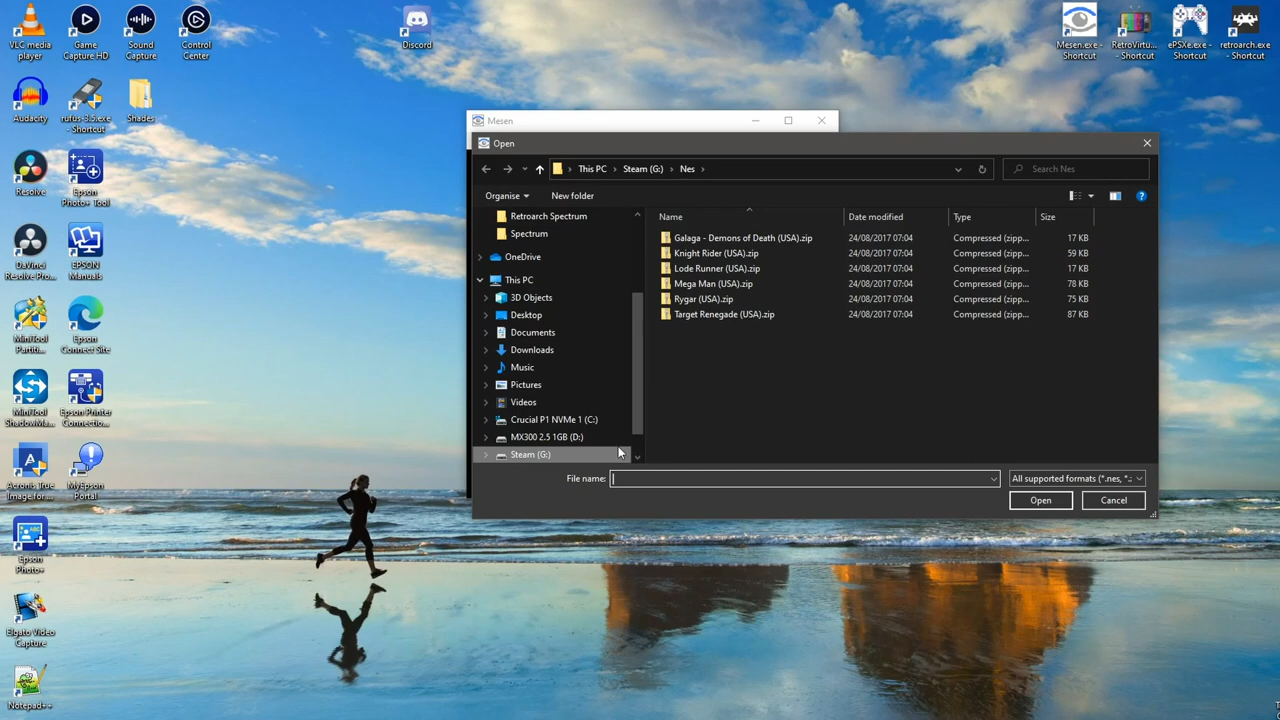 VLC media
player
Game
Capture HD
Sound
Capture
Control
Center
Discord
Mesen.exe -
Shortcut
RetroVirtu...
- Shortcut
ePSXe.exe -
Shortcut
retroarch.exe
- Shortcut
Audacity
rufus-3.5.exe
- Shortcut
Shades
Resolve
Epson
Photo+ Tool
DaVinci
Resolve Pro...
EPSON
Manuals
MiniTool
Partiti...
Epson
Connect Site
MiniTool
ShadowMa...
Epson Printer
Connectio...
Acronis True
Image for ...
MyEpson
Portal
Epson
Photo+
Elgato Video
Capture
Notepad++
Mesen
Open
This PC
Steam (G:)
Nes
Search Nes
Organise
New folder
Retroarch Spectrum
Spectrum
OneDrive
This PC
3D Objects
Desktop
Documents
Downloads
Music
Pictures
Videos
Crucial P1 NVMe 1 (C:)
MX300 2.5 1GB (D:)
Steam (G:)
Name Date modified Type Size
Galaga - Demons of Death (USA).zip 24/08/2017 07:04 Compressed (zipp... 17 KB
Knight Rider (USA).zip 24/08/2017 07:04 Compressed (zipp... 59 KB
Lode Runner (USA).zip 24/08/2017 07:04 Compressed (zipp... 17 KB
Mega Man (USA).zip 24/08/2017 07:04 Compressed (zipp... 78 KB
Rygar (USA).zip 24/08/2017 07:04 Compressed (zipp... 75 KB
Target Renegade (USA).zip 24/08/2017 07:04 Compressed (zipp... 87 KB
File name:
All supported formats (*.nes, *.z
Open
Cancel